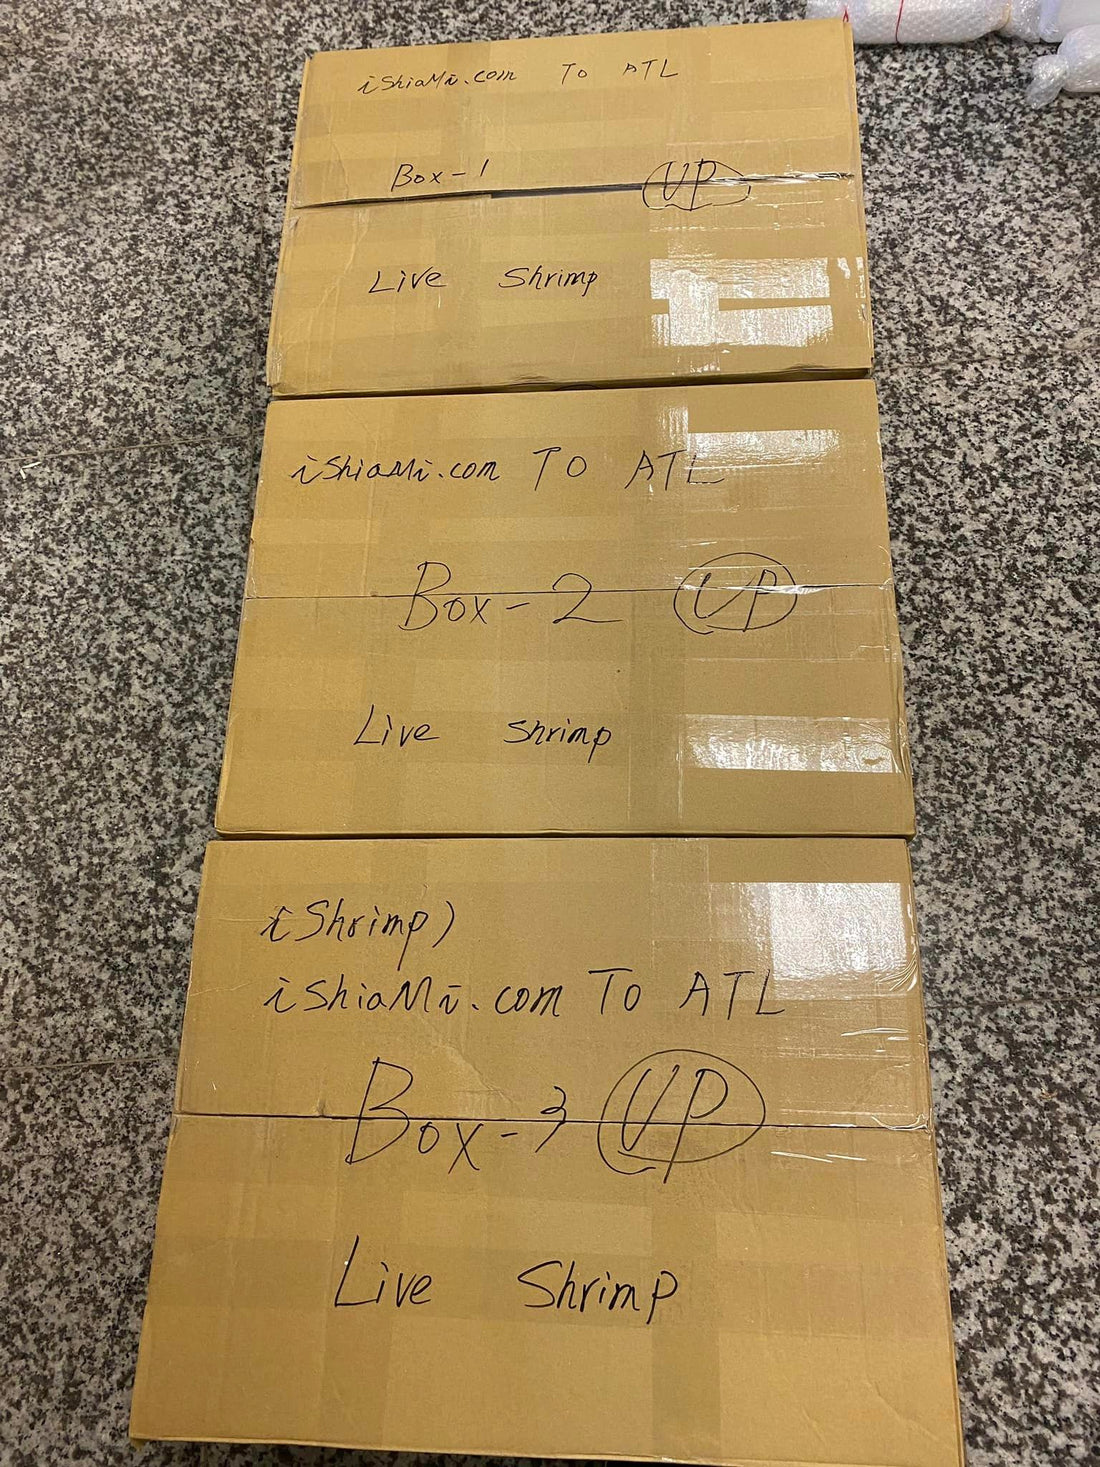 iShiaMi.com To ATL
Box-1 UP
Live Shrimp
iShiaMi.com TO ATL
Box-2 UP
Live Shrimp
iShrimp)
iShiaMi.com To ATL
Box-3 UP
Live Shrimp